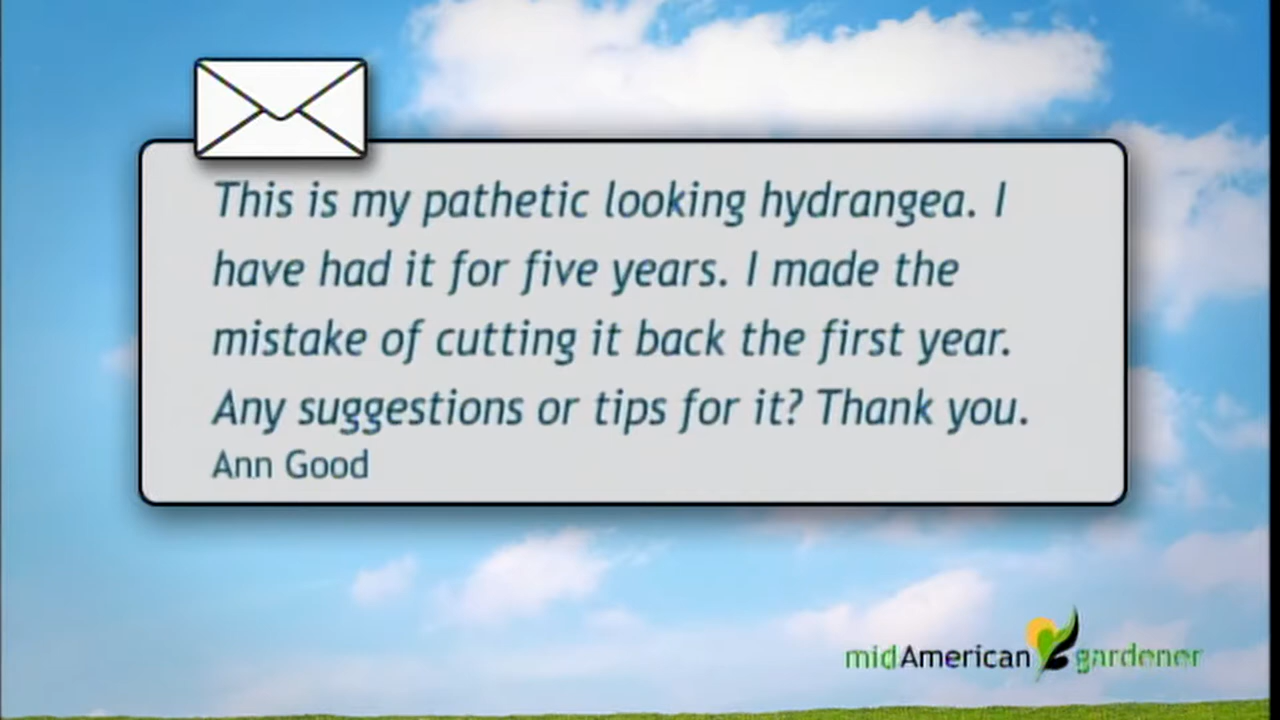 This is my pathetic looking hydrangea. I
have had it for five years. I made the
mistake of cutting it back the first year.
Any suggestions or tips for it? Thank you.
Ann Good
midAmerican gardener